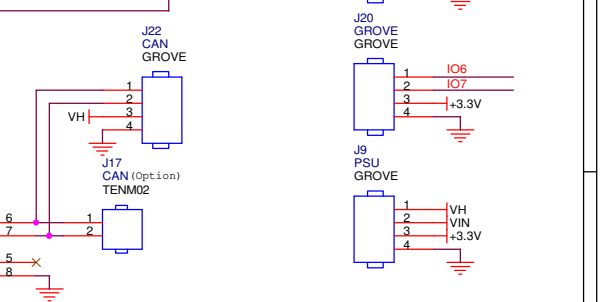 J22
CAN
GROVE
1
2
VH 3
4
J17
CAN (Option)
TENM02
6 1
7 2
5
8
J20
GROVE
GROVE
1 IO6
2 IO7
3 +3.3V
4
J9
PSU
GROVE
1 VH
2 VIN
3 +3.3V
4